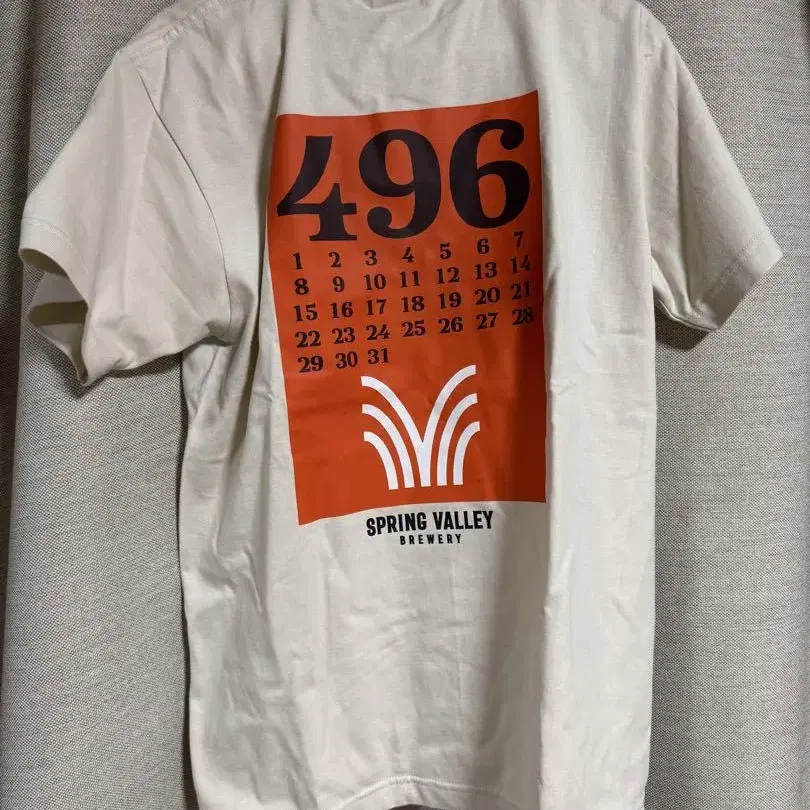 496
1 2 3 4 5 6 7
8 9 10 11 12 13 14
15 16 17 18 19 20 21
22 23 24 25 26 27 28
29 30 31
SPRING VALLEY
BREWERY